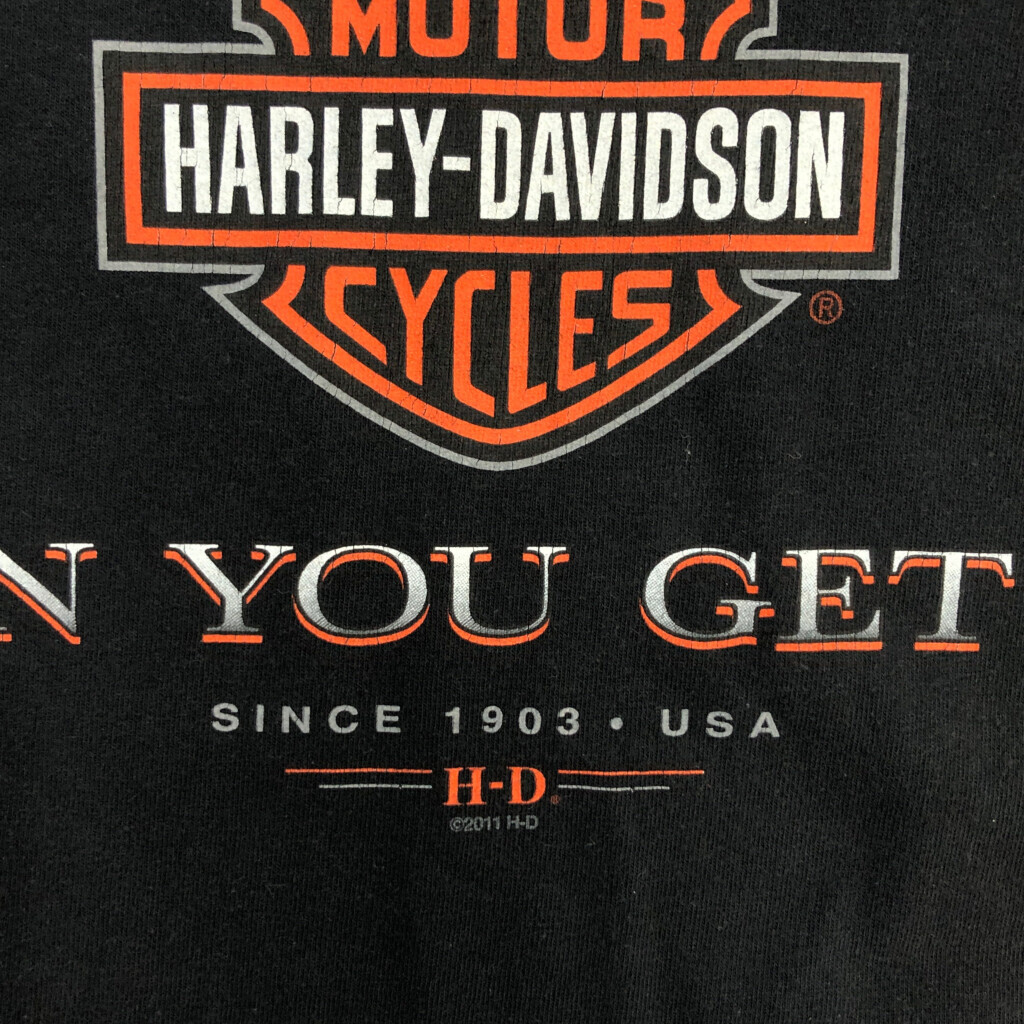 MOTOR
HARLEY-DAVIDSON
CYCLES ®
N YOU GET
SINCE 1903 • USA
H-D ®
©2011 H-D